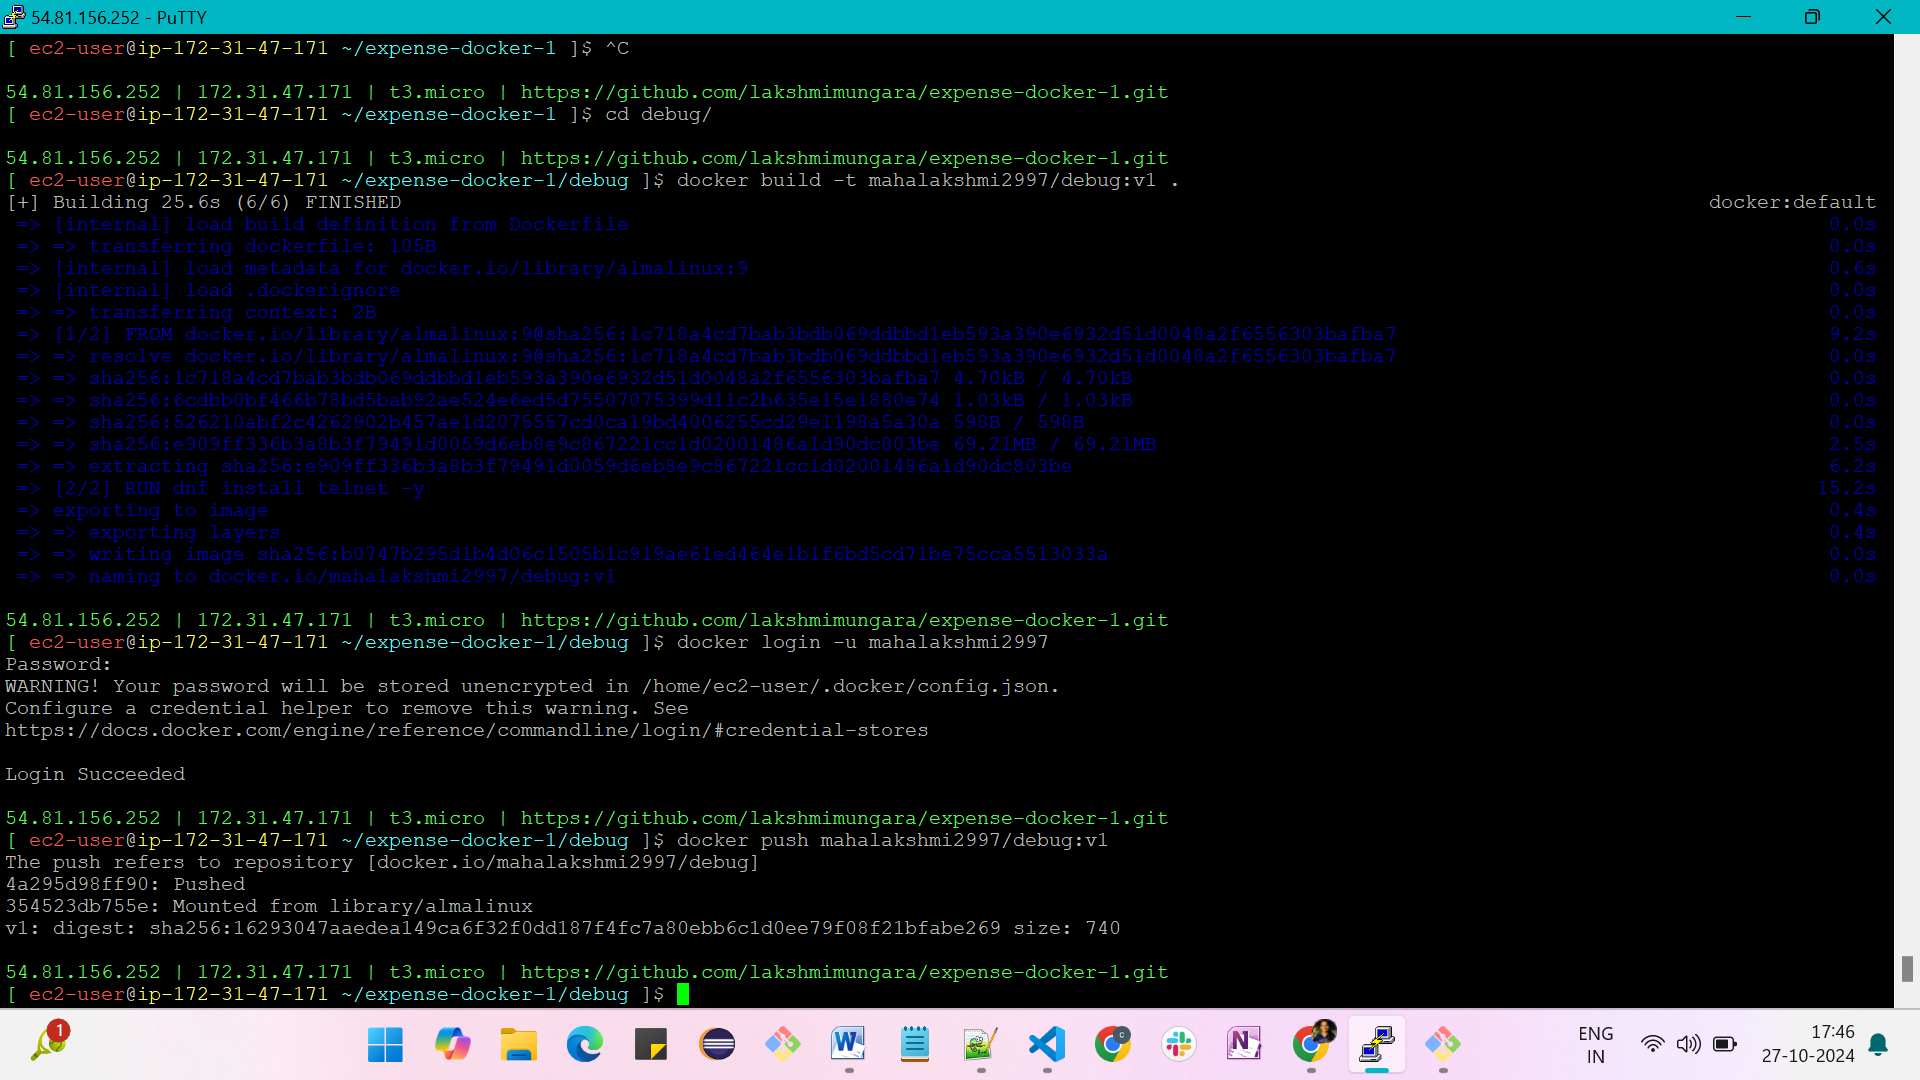 54.81.156.252 - PuTTY
[ ec2-user@ip-172-31-47-171 ~/expense-docker-1 ]$ ^C
54.81.156.252 | 172.31.47.171 | t3.micro | https://github.com/lakshmimungara/expense-docker-1.git
[ ec2-user@ip-172-31-47-171 ~/expense-docker-1 ]$ cd debug/
54.81.156.252 | 172.31.47.171 | t3.micro | https://github.com/lakshmimungara/expense-docker-1.git
[ ec2-user@ip-172-31-47-171 ~/expense-docker-1/debug ]$ docker build -t mahalakshmi2997/debug:v1 .
[+] Building 25.6s (6/6) FINISHED docker:default
=> [internal] load build definition from Dockerfile 0.0s
=> => transferring dockerfile: 105B 0.0s
=> [internal] load metadata for docker.io/library/almalinux:9 0.6s
=> [internal] load .dockerignore 0.0s
=> => transferring context: 2B 0.0s
=> [1/2] FROM docker.io/library/almalinux:9@sha256:1c718a4cd7bab3bdb069ddbbd1eb593a390e6932d51d0048a2f6556303bafba7 9.2s
=> => resolve docker.io/library/almalinux:9@sha256:1c718a4cd7bab3bdb069ddbbd1eb593a390e6932d51d0048a2f6556303bafba7 0.0s
=> => sha256:1c718a4cd7bab3bdb069ddbbd1eb593a390e6932d51d0048a2f6556303bafba7 4.70kB / 4.70kB 0.0s
=> => sha256:6cdbb0bf466b78bd5bab92ae524e6ed5d75507075399d11c2b635e15e1880e74 1.03kB / 1.03kB 0.0s
=> => sha256:526210abf2c4262902b457ae1d2075557cd0ca19bd4006255cd29e1198a5a30a 598B / 598B 0.0s
=> => sha256:e909ff336b3a8b3f79491d0059d6eb8e9c867221cc1d02001486a1d90dc803be 69.21MB / 69.21MB 2.5s
=> => extracting sha256:e909ff336b3a8b3f79491d0059d6eb8e9c867221cc1d02001486a1d90dc803be 6.2s
=> [2/2] RUN dnf install telnet -y 15.2s
=> exporting to image 0.4s
=> => exporting layers 0.4s
=> => writing image sha256:b0747b295d1b4d06c1505b1c919ae61ed464e1b1f6bd5cd71be75cca5513033a 0.0s
=> => naming to docker.io/mahalakshmi2997/debug:v1 0.0s
54.81.156.252 | 172.31.47.171 | t3.micro | https://github.com/lakshmimungara/expense-docker-1.git
[ ec2-user@ip-172-31-47-171 ~/expense-docker-1/debug ]$ docker login -u mahalakshmi2997
Password:
WARNING! Your password will be stored unencrypted in /home/ec2-user/.docker/config.json.
Configure a credential helper to remove this warning. See
https://docs.docker.com/engine/reference/commandline/login/#credential-stores
Login Succeeded
54.81.156.252 | 172.31.47.171 | t3.micro | https://github.com/lakshmimungara/expense-docker-1.git
[ ec2-user@ip-172-31-47-171 ~/expense-docker-1/debug ]$ docker push mahalakshmi2997/debug:v1
The push refers to repository [docker.io/mahalakshmi2997/debug]
4a295d98ff90: Pushed
354523db755e: Mounted from library/almalinux
v1: digest: sha256:16293047aaedea149ca6f32f0dd187f4fc7a80ebb6c1d0ee79f08f21bfabe269 size: 740
54.81.156.252 | 172.31.47.171 | t3.micro | https://github.com/lakshmimungara/expense-docker-1.git
[ ec2-user@ip-172-31-47-171 ~/expense-docker-1/debug ]$
1
W
C
N
ENG
IN
17:46
27-10-2024